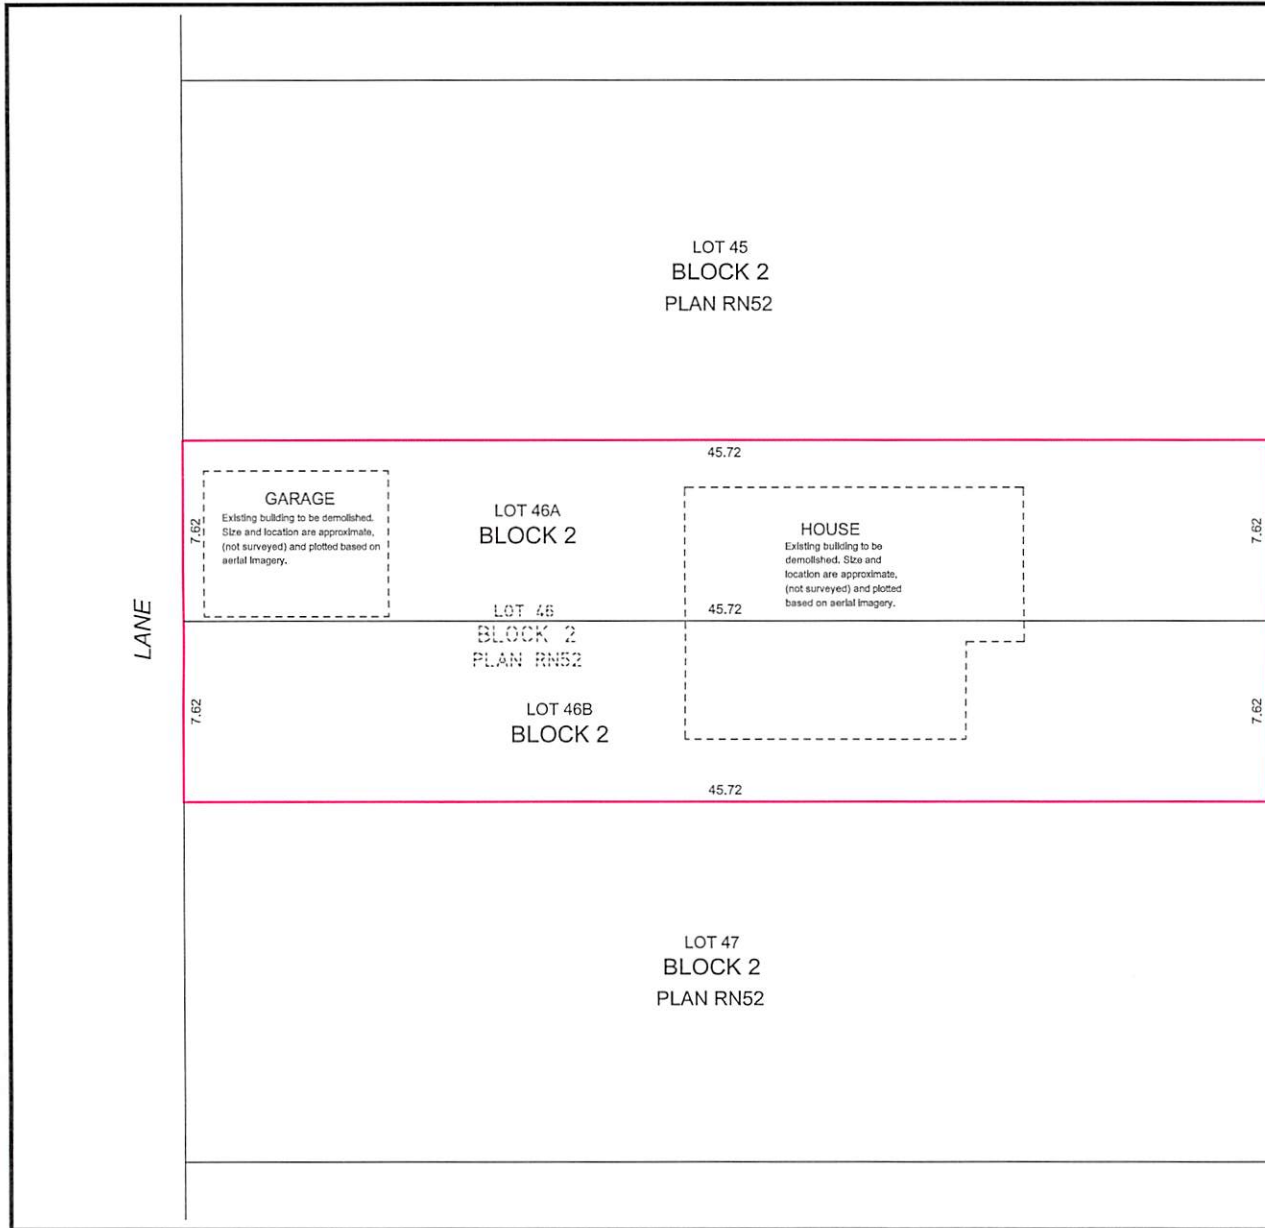 LOT 45
BLOCK 2
PLAN RN52
45.72
GARAGE
Existing building to be demolished.
Size and location are approximate,
(not surveyed) and plotted based on
aerial imagery.
7.62
LOT 46A
BLOCK 2
HOUSE
Existing building to be
demolished. Size and
location are approximate,
(not surveyed) and plotted
based on aerial imagery.
7.62
45.72
LANE
LOT 46
BLOCK 2
PLAN RN52
7.62
LOT 46B
BLOCK 2
7.62
45.72
LOT 47
BLOCK 2
PLAN RN52